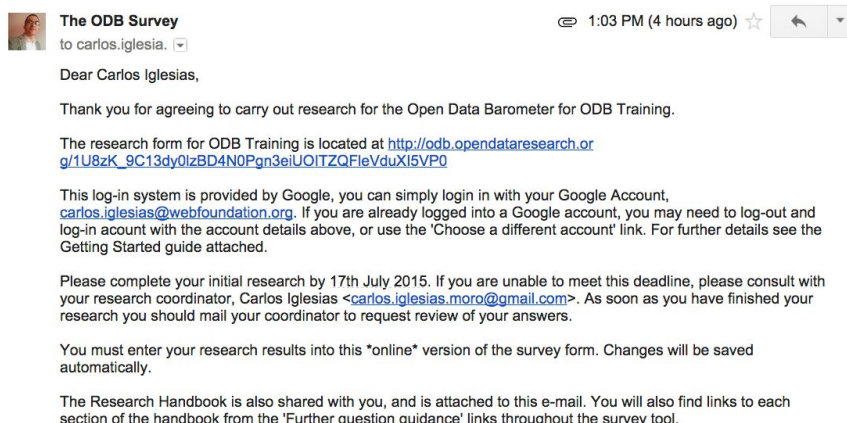 The ODB Survey
1:03 PM (4 hours ago)
to carlos.iglesia.
Dear Carlos Iglesias,
Thank you for agreeing to carry out research for the Open Data Barometer for ODB Training.
The research form for ODB Training is located at http://odb.opendataresearch.or
g/1U8zK_9C13dy0lzBD4N0Pgn3eiUOITZQFleVduXI5VP0
This log-in system is provided by Google, you can simply login in with your Google Account,
carlos.iglesias@webfoundation.org. If you are already logged into a Google account, you may need to log-out and
log-in acount with the account details above, or use the 'Choose a different account' link. For further details see the
Getting Started guide attached.
Please complete your initial research by 17th July 2015. If you are unable to meet this deadline, please consult with
your research coordinator, Carlos Iglesias <carlos.iglesias.moro@gmail.com>. As soon as you have finished your
research you should mail your coordinator to request review of your answers.
You must enter your research results into this *online* version of the survey form. Changes will be saved
automatically.
The Research Handbook is also shared with you, and is attached to this e-mail. You will also find links to each
section of the handbook from the 'Further question guidance' links throughout the survey tool.